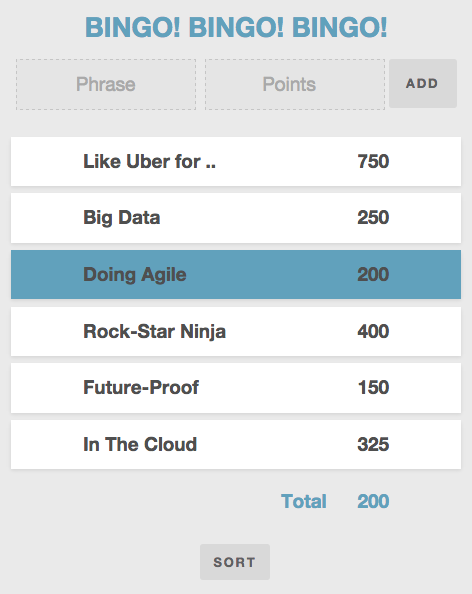 BINGO! BINGO! BINGO!
Phrase Points ADD
Like Uber for .. 750
Big Data 250
Doing Agile 200
Rock-Star Ninja 400
Future-Proof 150
In The Cloud 325
Total 200
SORT